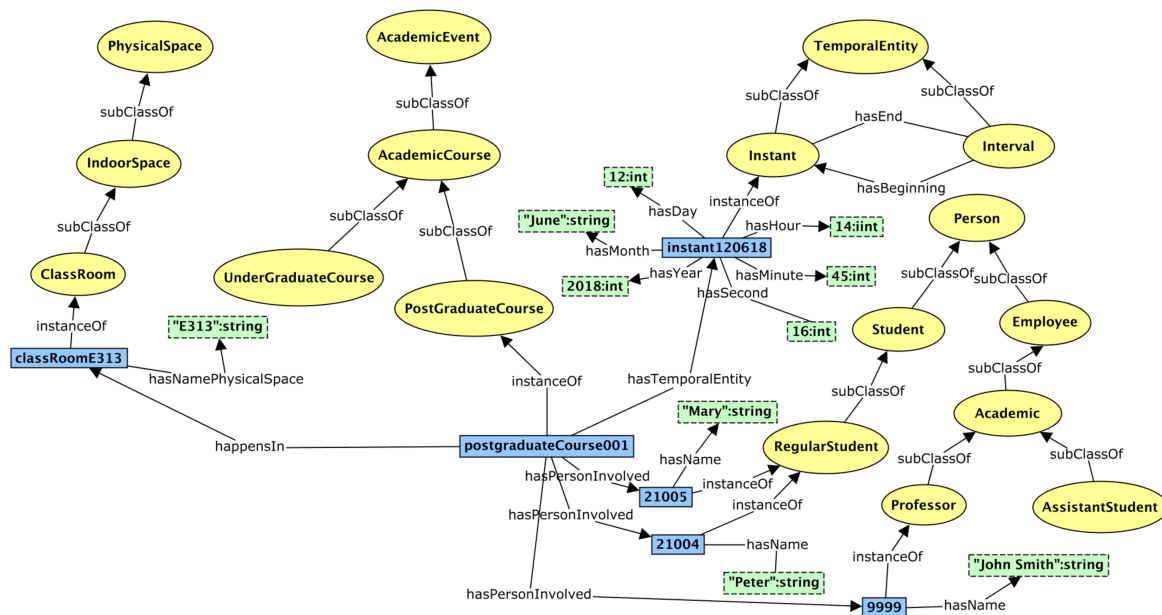 PhysicalSpace
AcademicEvent
TemporalEntity
subClassOf
subClassOf
subClassOf
subClassOf
hasEnd
IndoorSpace
AcademicCourse
Instant
Interval
12:int
instanceOf
hasBeginning
subClassOf
subClassOf
"June":string
hasDay
hasHour
14:iint
Person
subClassOf
hasMonth
instant120618
ClassRoom
UnderGraduateCourse
hasYear
hasMinute
45:int
subClassOf
subClassOf
2018:int
hasSecond
PostGraduateCourse
instanceOf
"E313":string
16:int
Student
Employee
classRoomE313
hasNamePhysicalSpace
instanceOf
hasTemporalEntity
subClassOf
subClassOf
"Mary":string
Academic
happensIn
postgraduateCourse001
RegularStudent
hasName
subClassOf
subClassOf
hasPersonInvolved
instanceOf
21005
hasPersonInvolved
instanceOf
Professor
AssistantStudent
21004
hasName
instanceOf
"John Smith":string
"Peter":string
hasPersonInvolved
9999
hasName